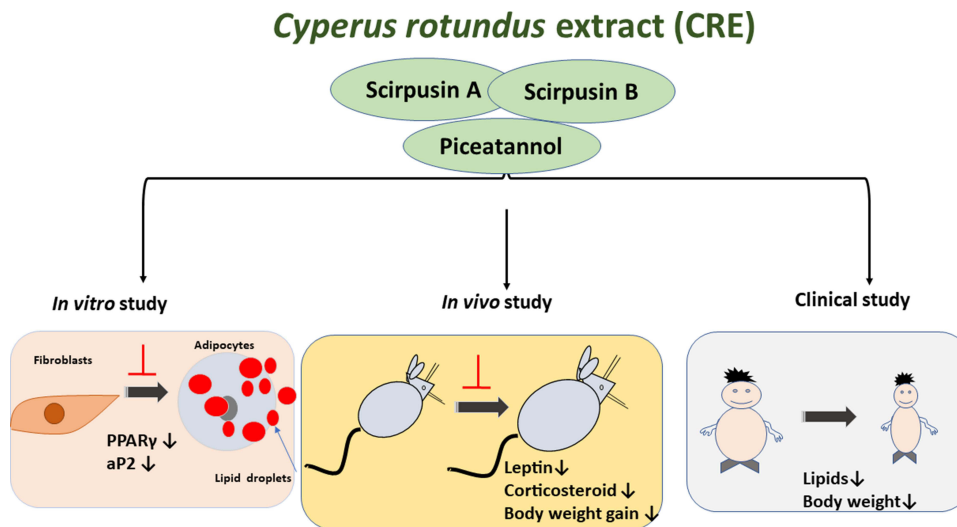 Cyperus rotundus extract (CRE)
Scirpusin A
Scirpusin B
Piceatannol
In vitro study
In vivo study
Clinical study
Fibroblasts
Adipocytes
PPARγ ↓
aP2 ↓
Lipid droplets
Leptin↓
Corticosteroid ↓
Body weight gain ↓
Lipids↓
Body weight↓